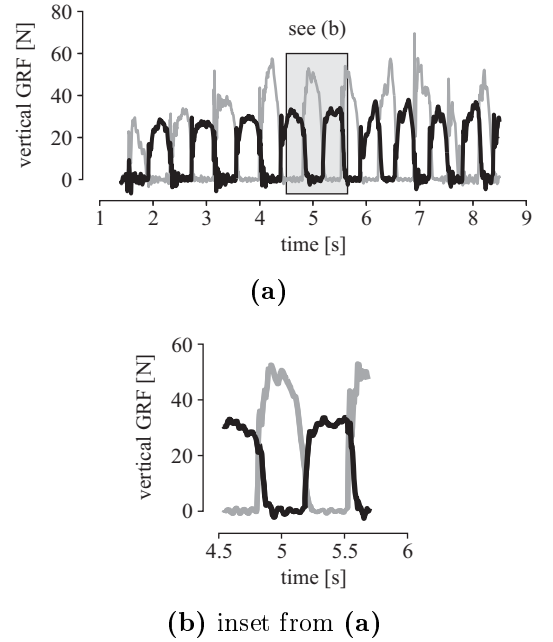 80
60
40
20
0
vertical GRF [N]
see (b)
1 2 3 4 5 6 7 8 9
time [s]
(a)
60
40
20
0
vertical GRF [N]
4.5 5 5.5 6
time [s]
(b) inset from (a)